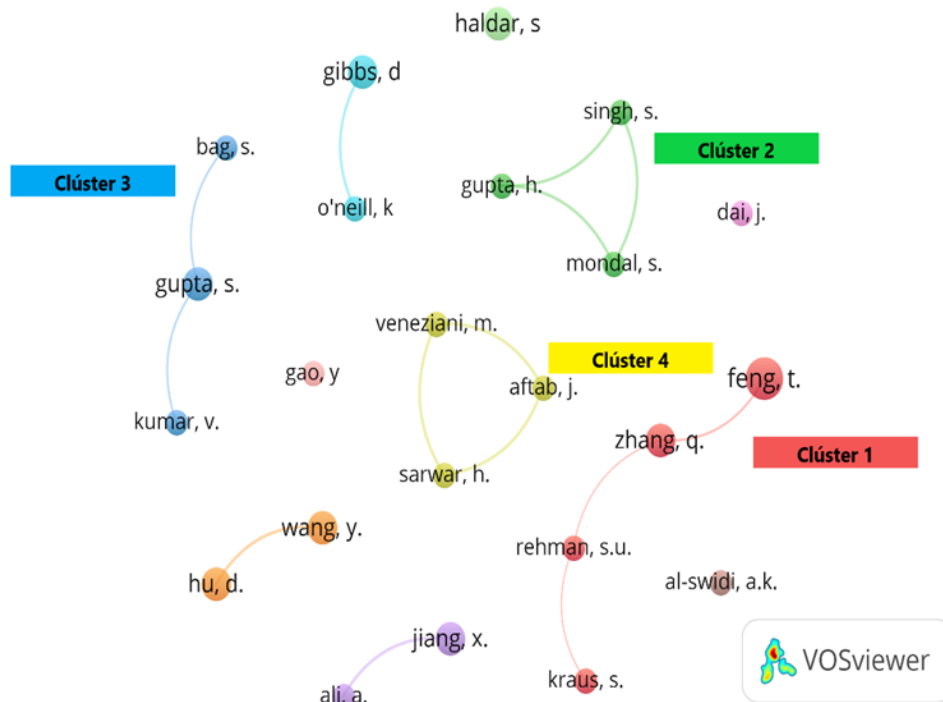 haldar, s
gibbs, d
singh, s.
bag, s.
Clúster 2
Clúster 3
gupta, h.
o'neill, k
dai, j.
mondal, s.
gupta, s.
veneziani, m.
Clúster 4
gao, y
aftab, j.
feng, t.
kumar, v.
zhang, q.
Clúster 1
sarwar, h.
wang, y.
rehman, s.u.
hu, d.
al-swidi, a.k.
jiang, x.
VOSviewer
kraus, s.
ali, a.